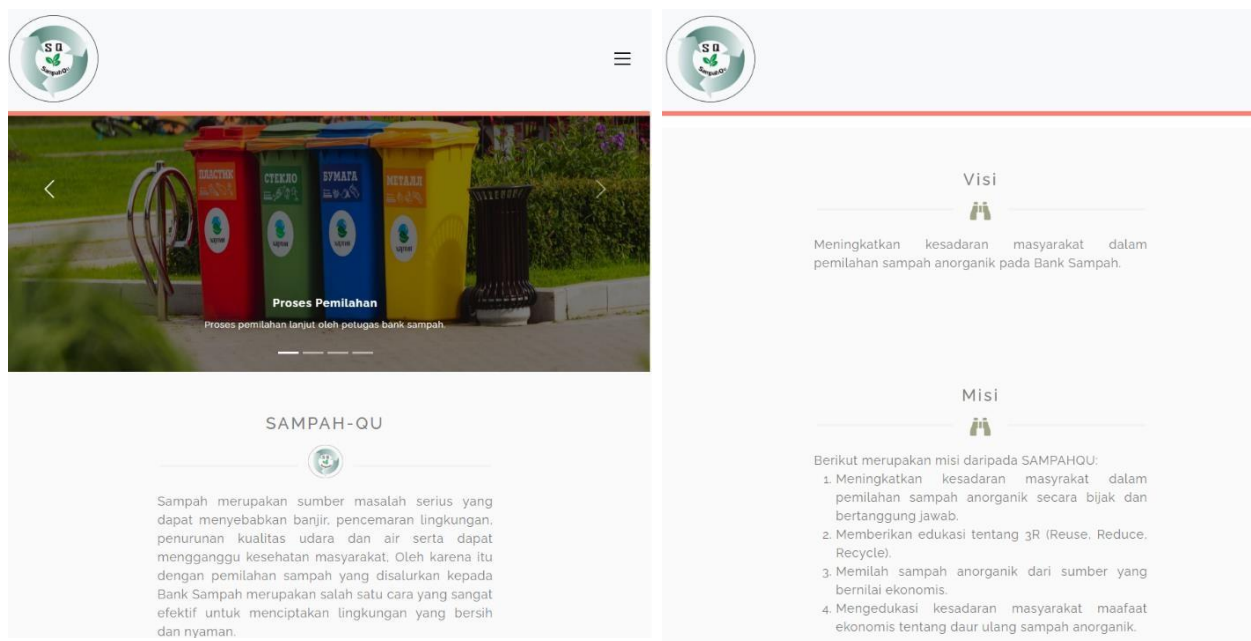 S Q
SampahQu
ПЛАСТИК
СТЕКЛО
БУМАГА
МЕТАЛЛ
Proses Pemilahan
Proses pemilahan lanjut oleh petugas bank sampah.
SAMPAH-QU
Sampah merupakan sumber masalah serius yang
dapat menyebabkan banjir, pencemaran lingkungan,
penurunan kualitas udara dan air serta dapat
mengganggu kesehatan masyarakat. Oleh karena itu
dengan pemilahan sampah yang disalurkan kepada
Bank Sampah merupakan salah satu cara yang sangat
efektif untuk menciptakan lingkungan yang bersih
dan nyaman.
S Q
SampahQu
Visi
Meningkatkan kesadaran masyarakat dalam
pemilahan sampah anorganik pada Bank Sampah.
Misi
Berikut merupakan misi daripada SAMPAHQU:
1. Meningkatkan kesadaran masyrakat dalam
pemilahan sampah anorganik secara bijak dan
bertanggung jawab.
2. Memberikan edukasi tentang 3R (Reuse, Reduce,
Recycle).
3. Memilah sampah anorganik dari sumber yang
bernilai ekonomis.
4. Mengedukasi kesadaran masyarakat maafaat
ekonomis tentang daur ulang sampah anorganik.